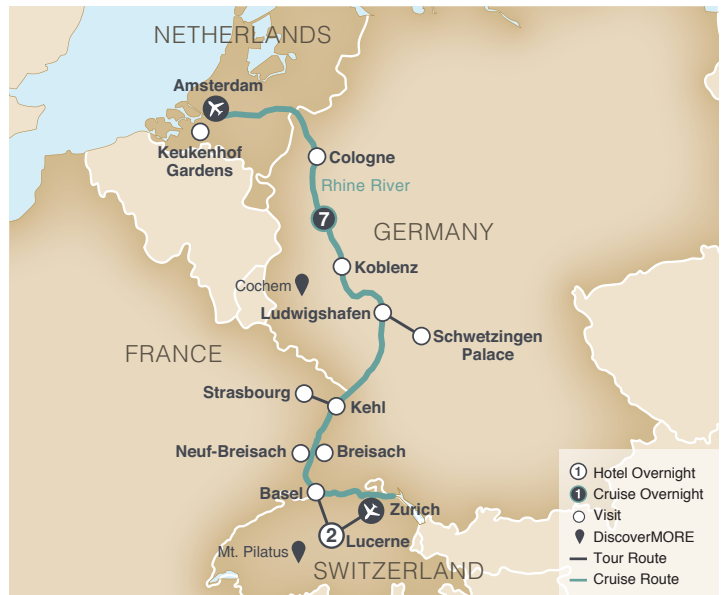 NETHERLANDS
Amsterdam
Keukenhof
Gardens
Cologne
Rhine River
7
GERMANY
Koblenz
Cochem
Ludwigshafen
Schwetzingen
Palace
FRANCE
Strasbourg
Kehl
Neuf-Breisach
Breisach
Basel
Zurich
2
Lucerne
Mt. Pilatus
SWITZERLAND
1 Hotel Overnight
1 Cruise Overnight
Visit
DiscoverMORE
Tour Route
Cruise Route